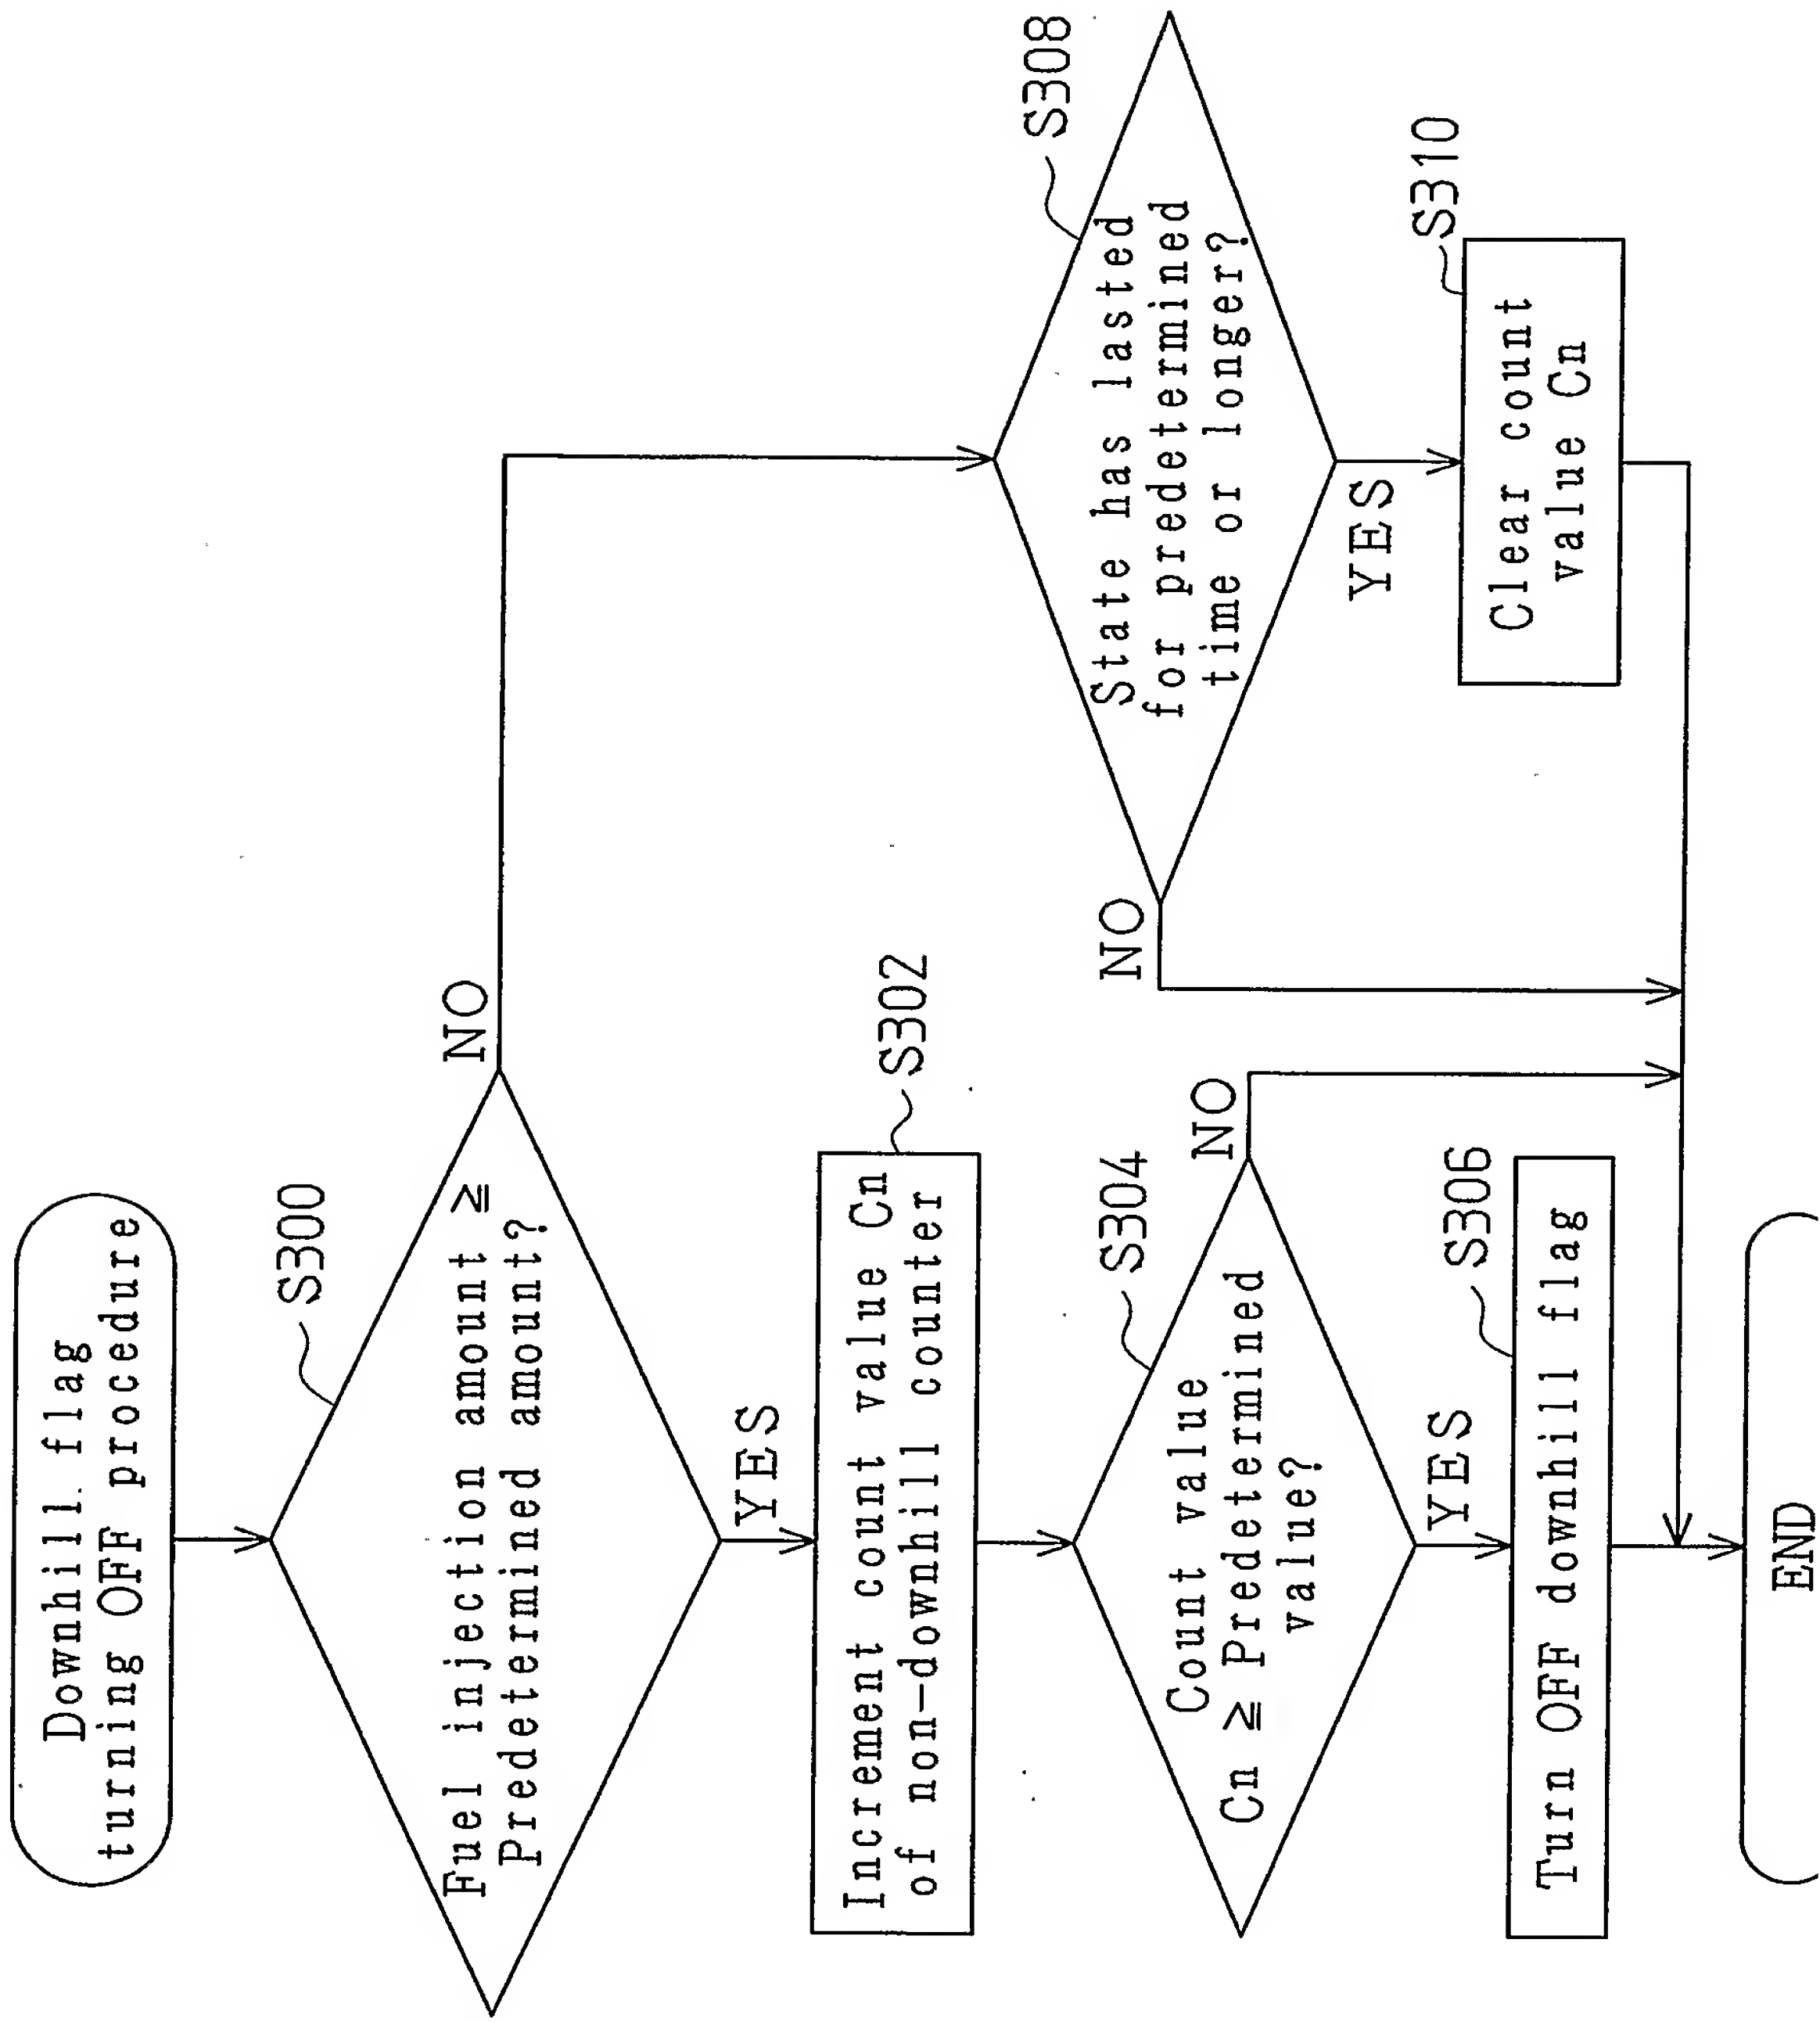 Downhill flag
turning OFF procedure
S300
Fuel injection amount ≧
Predetermined amount?
NO
YES
S302
Increment count value Cn
of non-downhill counter
S304
Count value
Cn ≧ Predetermined
value?
NO
YES
S306
Turn OFF downhill flag
S308
State has lasted
for predetermined
time or longer?
NO
YES
S310
Clear count
value Cn
END